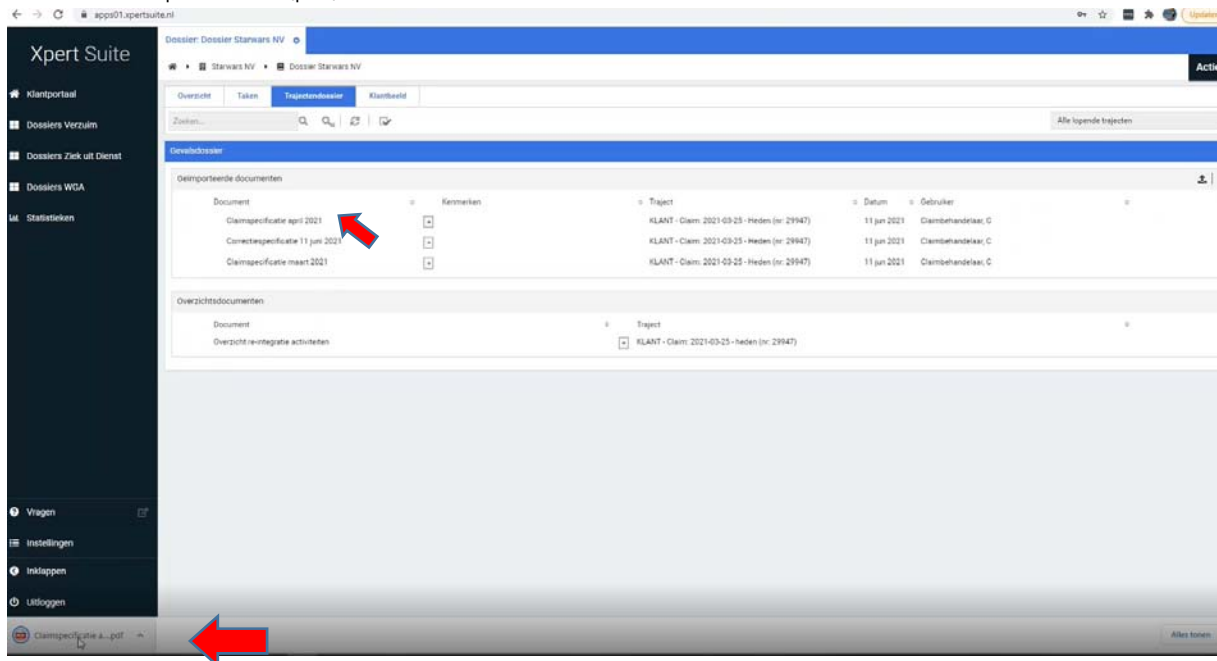 apps01.xpertsuite.nl
Updaten
Xpert Suite
Dossier: Dossier Starwars NV
Starwars NV
Dossier Starwars NV
Actie
Klantportaal
Dossiers Verzuim
Dossiers Ziek uit Dienst
Dossiers WGA
Statistieken
Overzicht Taken Trajectendossier Klantbeeld
Zoeken...
Alle lopende trajecten
Gevalsdossier
Geïmporteerde documenten
Document Kenmerken Traject Datum Gebruiker
Claimspecificatie april 2021 KLANT - Claim: 2021-03-25 - Heden (nr: 29947) 11 jun 2021 Claimbehandelaar, C
Correctiespecificatie 11 juni 2021 KLANT - Claim: 2021-03-25 - Heden (nr: 29947) 11 jun 2021 Claimbehandelaar, C
Claimspecificatie maart 2021 KLANT - Claim: 2021-03-25 - Heden (nr: 29947) 11 jun 2021 Claimbehandelaar, C
Overzichtsdocumenten
Document Traject
Overzicht re-integratie activiteiten KLANT - Claim: 2021-03-25 - heden (nr: 29947)
Vragen
Instellingen
Inklappen
Uitloggen
Claimspecificatie a....pdf
Alles tonen